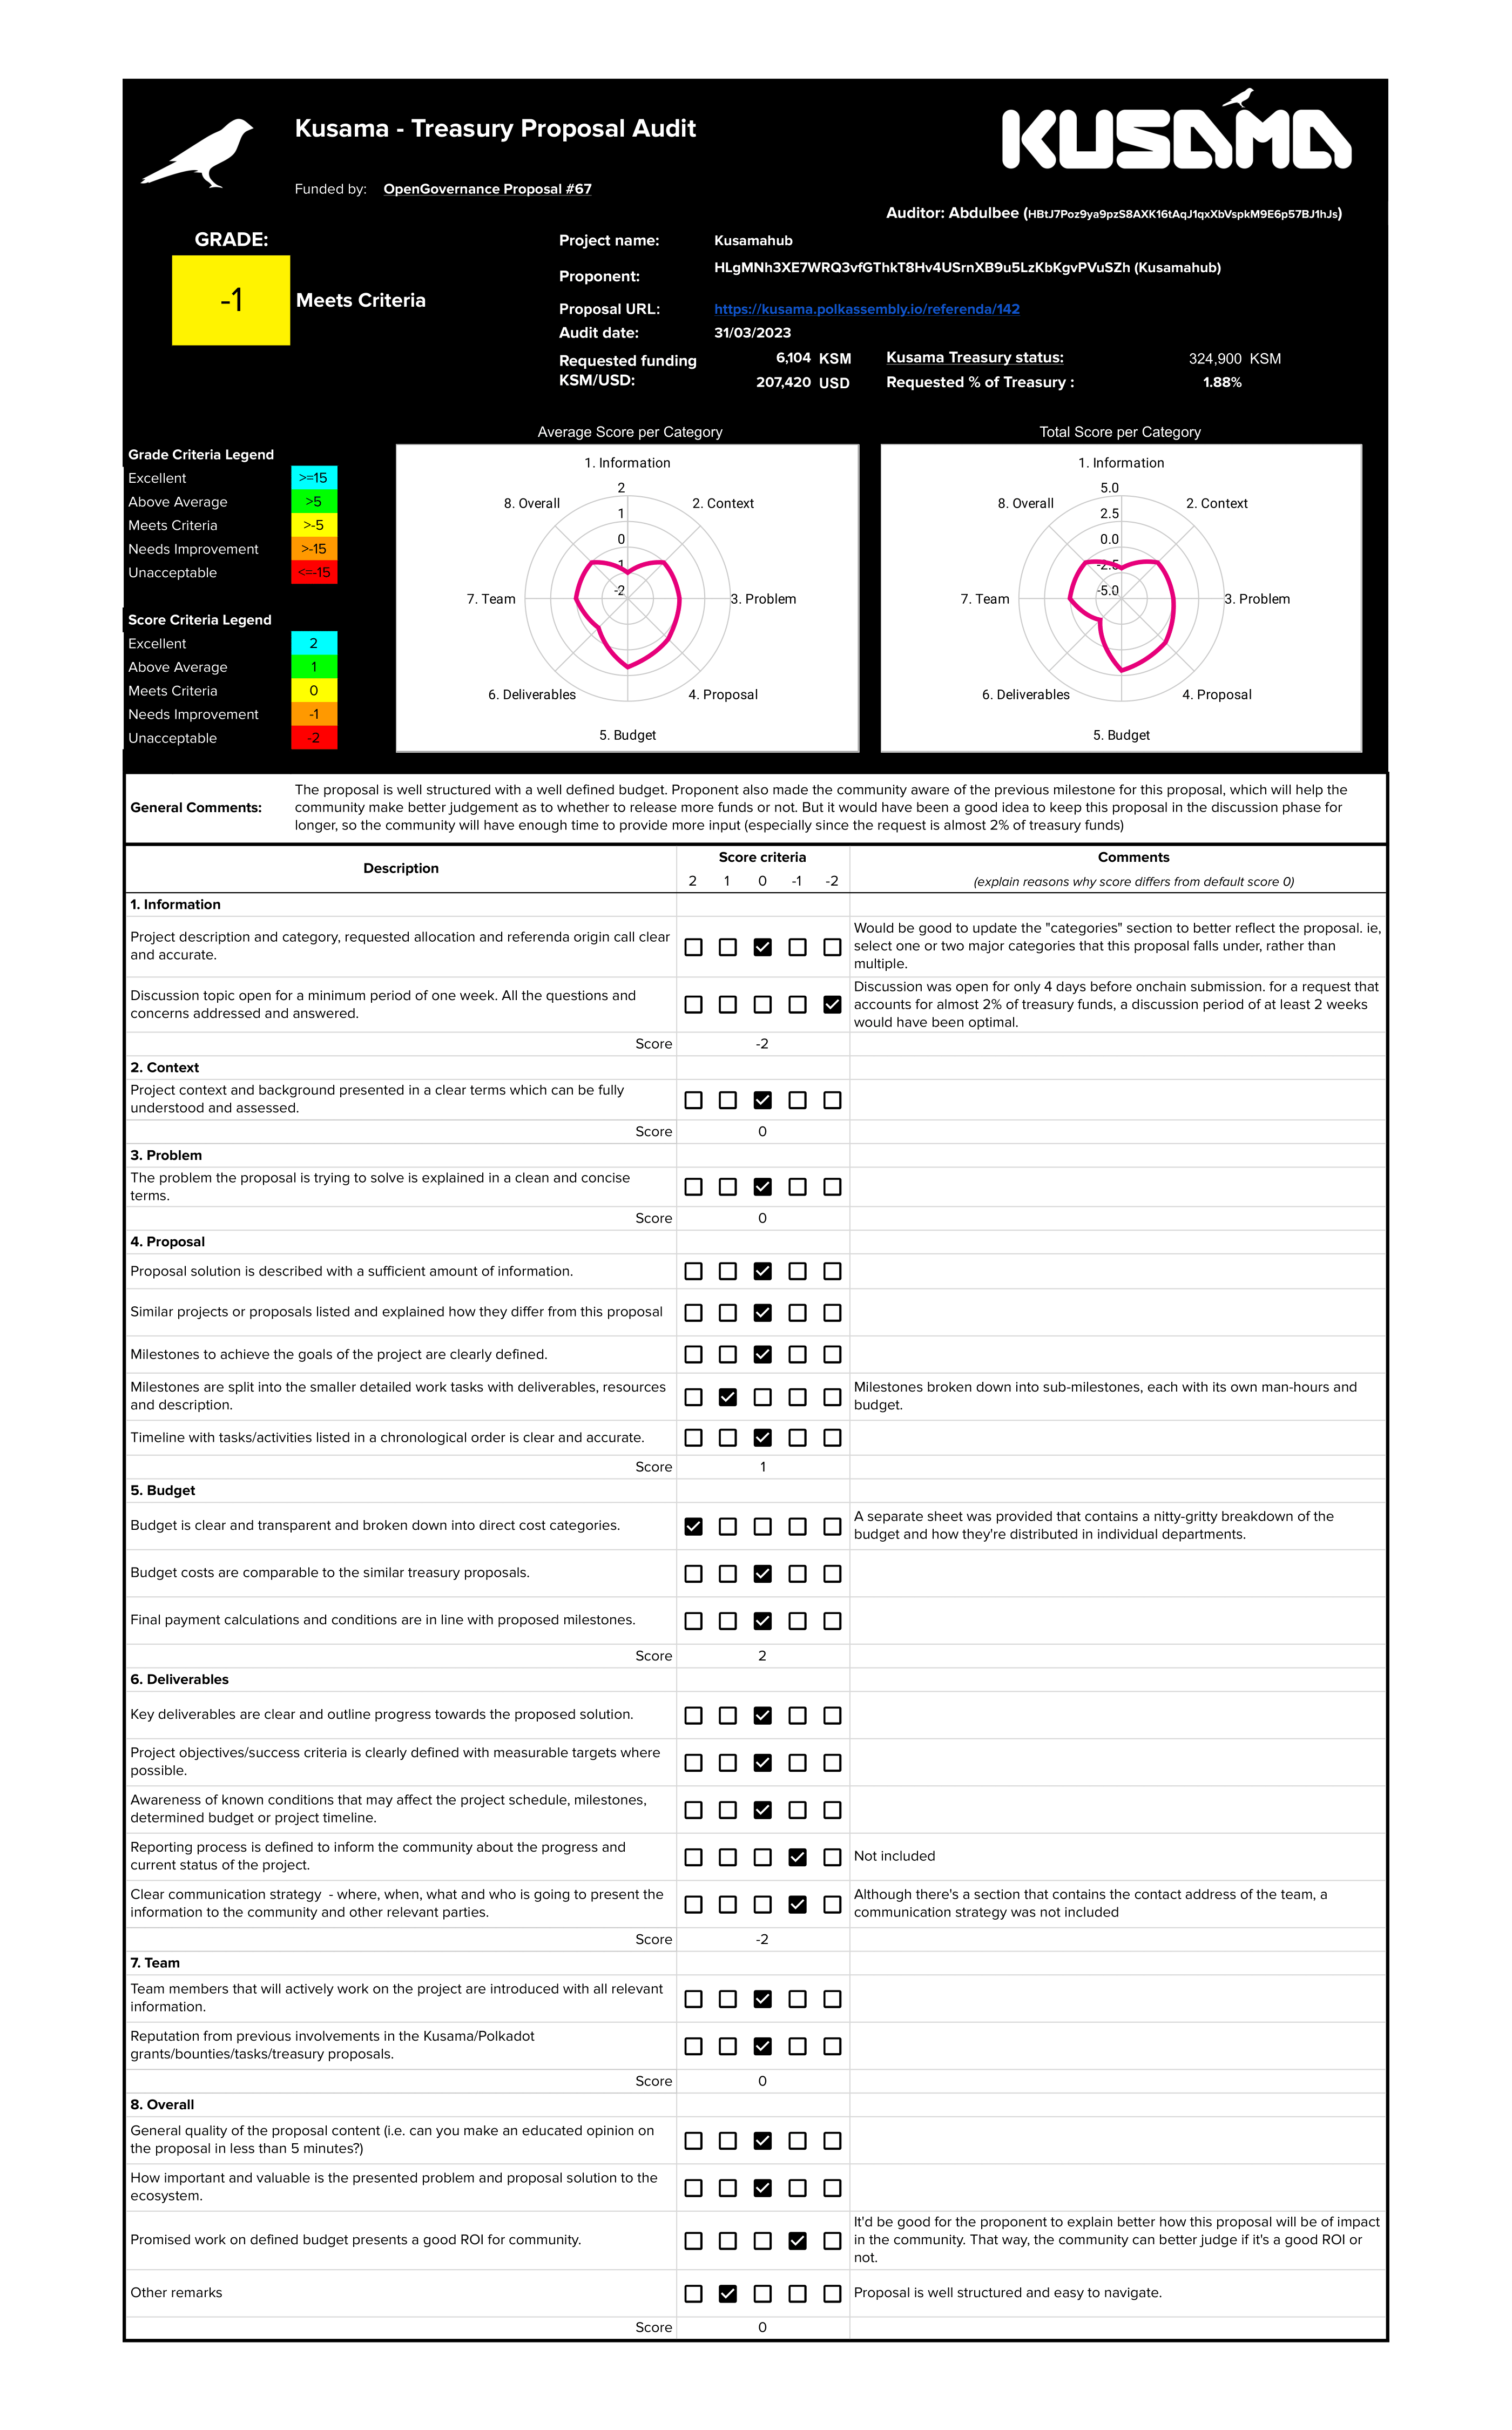 Kusama - Treasury Proposal Audit
KUSAMA
Funded by: OpenGovernance Proposal #67
Auditor: Abdulbee (HBtJ7Poz9ya9pzS8AXK16tAqJ1qxXbVspkM9E6p57BJ1hJs)
GRADE:
-1
Meets Criteria
Project name: Kusamahub
Proponent: HLgMNh3XE7WRQ3vfGThkT8Hv4USrnXB9u5LzKbKgvPVuSZh (Kusamahub)
Proposal URL: https://kusama.polkassembly.io/referenda/142
Audit date: 31/03/2023
Requested funding
KSM/USD:
6,104 KSM
207,420 USD
Kusama Treasury status: 324,900 KSM
Requested % of Treasury : 1.88%
Grade Criteria Legend
Excellent >=15
Above Average >5
Meets Criteria >-5
Needs Improvement >-15
Unacceptable <=-15
Score Criteria Legend
Excellent 2
Above Average 1
Meets Criteria 0
Needs Improvement -1
Unacceptable -2
Average Score per Category
1. Information
2. Context
3. Problem
4. Proposal
5. Budget
6. Deliverables
7. Team
8. Overall
2
1
0
-1
-2
Total Score per Category
1. Information
2. Context
3. Problem
4. Proposal
5. Budget
6. Deliverables
7. Team
8. Overall
5.0
2.5
0.0
-2.5
-5.0
General Comments:
The proposal is well structured with a well defined budget. Proponent also made the community aware of the previous milestone for this proposal, which will help the
community make better judgement as to whether to release more funds or not. But it would have been a good idea to keep this proposal in the discussion phase for
longer, so the community will have enough time to provide more input (especially since the request is almost 2% of treasury funds)
Description
Score criteria
2 1 0 -1 -2
Comments
(explain reasons why score differs from default score 0)
1. Information
Project description and category, requested allocation and referenda origin call clear
and accurate.
Would be good to update the "categories" section to better reflect the proposal. ie,
select one or two major categories that this proposal falls under, rather than
multiple.
Discussion topic open for a minimum period of one week. All the questions and
concerns addressed and answered.
Discussion was open for only 4 days before onchain submission. for a request that
accounts for almost 2% of treasury funds, a discussion period of at least 2 weeks
would have been optimal.
Score -2
2. Context
Project context and background presented in a clear terms which can be fully
understood and assessed.
Score 0
3. Problem
The problem the proposal is trying to solve is explained in a clean and concise
terms.
Score 0
4. Proposal
Proposal solution is described with a sufficient amount of information.
Similar projects or proposals listed and explained how they differ from this proposal
Milestones to achieve the goals of the project are clearly defined.
Milestones are split into the smaller detailed work tasks with deliverables, resources
and description.
Milestones broken down into sub-milestones, each with its own man-hours and
budget.
Timeline with tasks/activities listed in a chronological order is clear and accurate.
Score 1
5. Budget
Budget is clear and transparent and broken down into direct cost categories.
A separate sheet was provided that contains a nitty-gritty breakdown of the
budget and how they're distributed in individual departments.
Budget costs are comparable to the similar treasury proposals.
Final payment calculations and conditions are in line with proposed milestones.
Score 2
6. Deliverables
Key deliverables are clear and outline progress towards the proposed solution.
Project objectives/success criteria is clearly defined with measurable targets where
possible.
Awareness of known conditions that may affect the project schedule, milestones,
determined budget or project timeline.
Reporting process is defined to inform the community about the progress and
current status of the project.
Not included
Clear communication strategy - where, when, what and who is going to present the
information to the community and other relevant parties.
Although there's a section that contains the contact address of the team, a
communication strategy was not included
Score -2
7. Team
Team members that will actively work on the project are introduced with all relevant
information.
Reputation from previous involvements in the Kusama/Polkadot
grants/bounties/tasks/treasury proposals.
Score 0
8. Overall
General quality of the proposal content (i.e. can you make an educated opinion on
the proposal in less than 5 minutes?)
How important and valuable is the presented problem and proposal solution to the
ecosystem.
Promised work on defined budget presents a good ROI for community.
It'd be good for the proponent to explain better how this proposal will be of impact
in the community. That way, the community can better judge if it's a good ROI or
not.
Other remarks
Proposal is well structured and easy to navigate.
Score 0